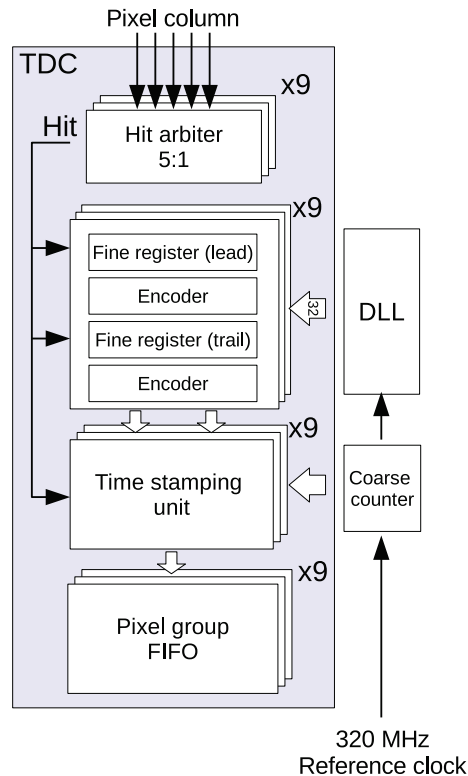 Pixel column
TDC
x9
Hit
Hit arbiter
5:1
x9
Fine register (lead)
Encoder
Fine register (trail)
Encoder
32
DLL
x9
Time stamping
unit
Coarse
counter
x9
Pixel group
FIFO
320 MHz
Reference clock